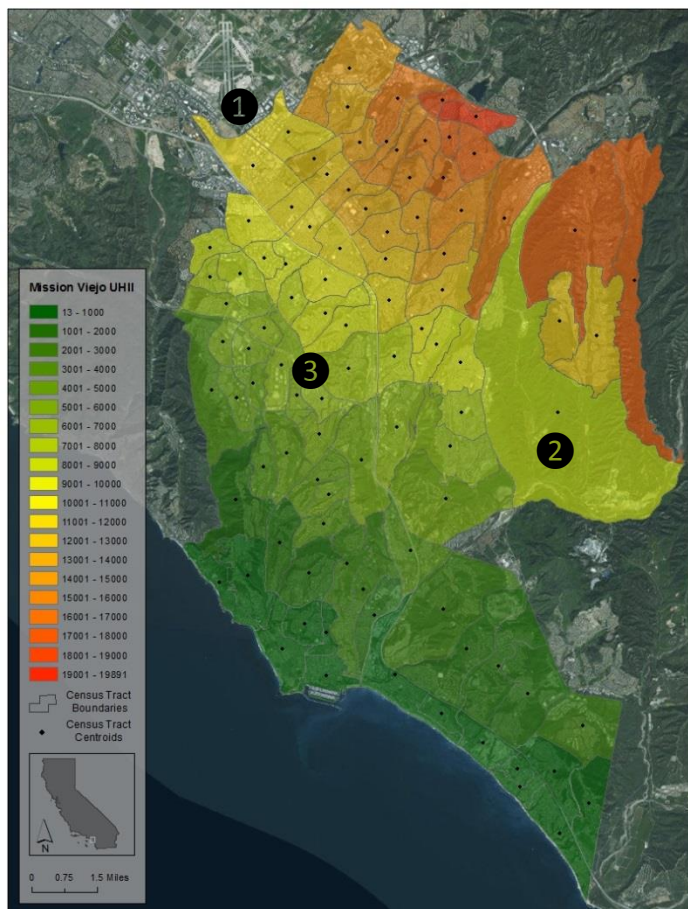 1
3
2
Mission Viejo UHII
13 - 1000
1001 - 2000
2001 - 3000
3001 - 4000
4001 - 5000
5001 - 6000
6001 - 7000
7001 - 8000
8001 - 9000
9001 - 10000
10001 - 11000
11001 - 12000
12001 - 13000
13001 - 14000
14001 - 15000
15001 - 16000
16001 - 17000
17001 - 18000
18001 - 19000
19001 - 19891
Census Tract
Boundaries
Census Tract
Centroids
N
0 0.75 1.5 Miles